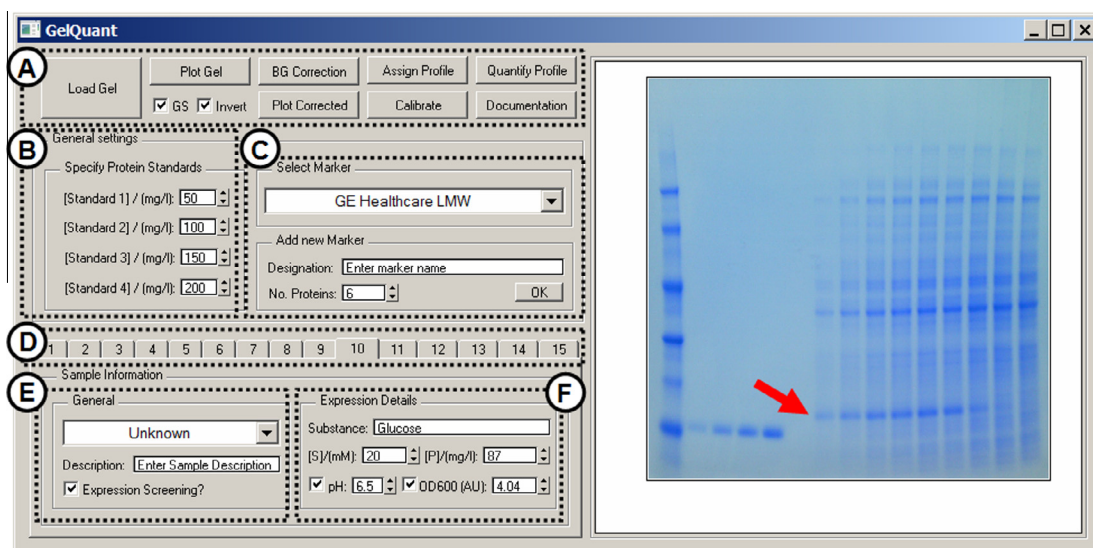 GelQuant
A
Load Gel
Plot Gel
BG Correction
Assign Profile
Quantify Profile
GS
Invert
Plot Corrected
Calibrate
Documentation
B
General settings
Specify Protein Standards
[Standard 1] / (mg/l): 50
[Standard 2] / (mg/l): 100
[Standard 3] / (mg/l): 150
[Standard 4] / (mg/l): 200
C
Select Marker
GE Healthcare LMW
Add new Marker
Designation: Enter marker name
No. Proteins: 6
OK
D
1 2 3 4 5 6 7 8 9 10 11 12 13 14 15
Sample Information
E
General
Unknown
Description: Enter Sample Description
Expression Screening?
F
Expression Details
Substance: Glucose
[S]/(mM): 20 [P]/(mg/l): 87
pH: 6.5 OD600 (AU): 4.04